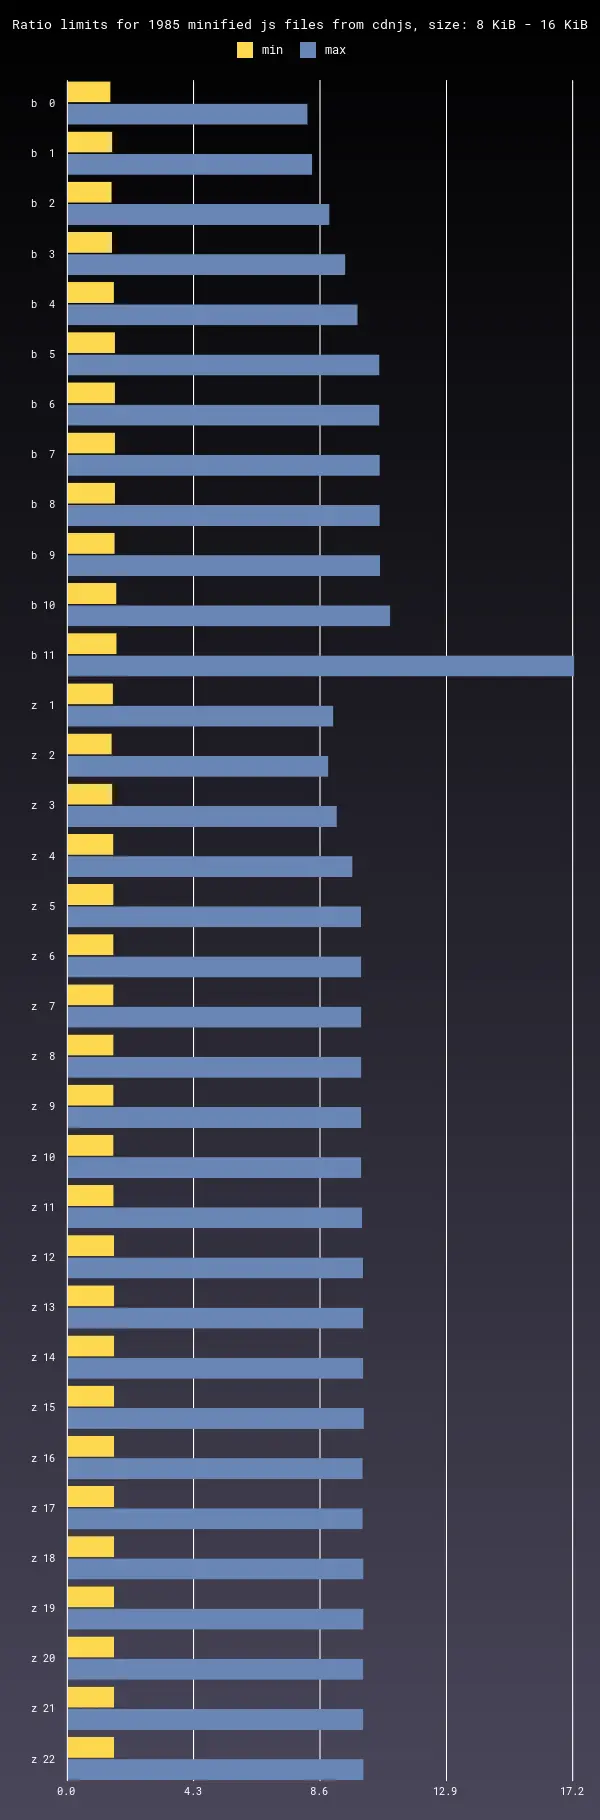 Ratio limits for 1985 minified js files from cdnjs, size: 8 KiB - 16 KiB
min max
b 0
b 1
b 2
b 3
b 4
b 5
b 6
b 7
b 8
b 9
b 10
b 11
z 1
z 2
z 3
z 4
z 5
z 6
z 7
z 8
z 9
z 10
z 11
z 12
z 13
z 14
z 15
z 16
z 17
z 18
z 19
z 20
z 21
z 22
0.0 4.3 8.6 12.9 17.2